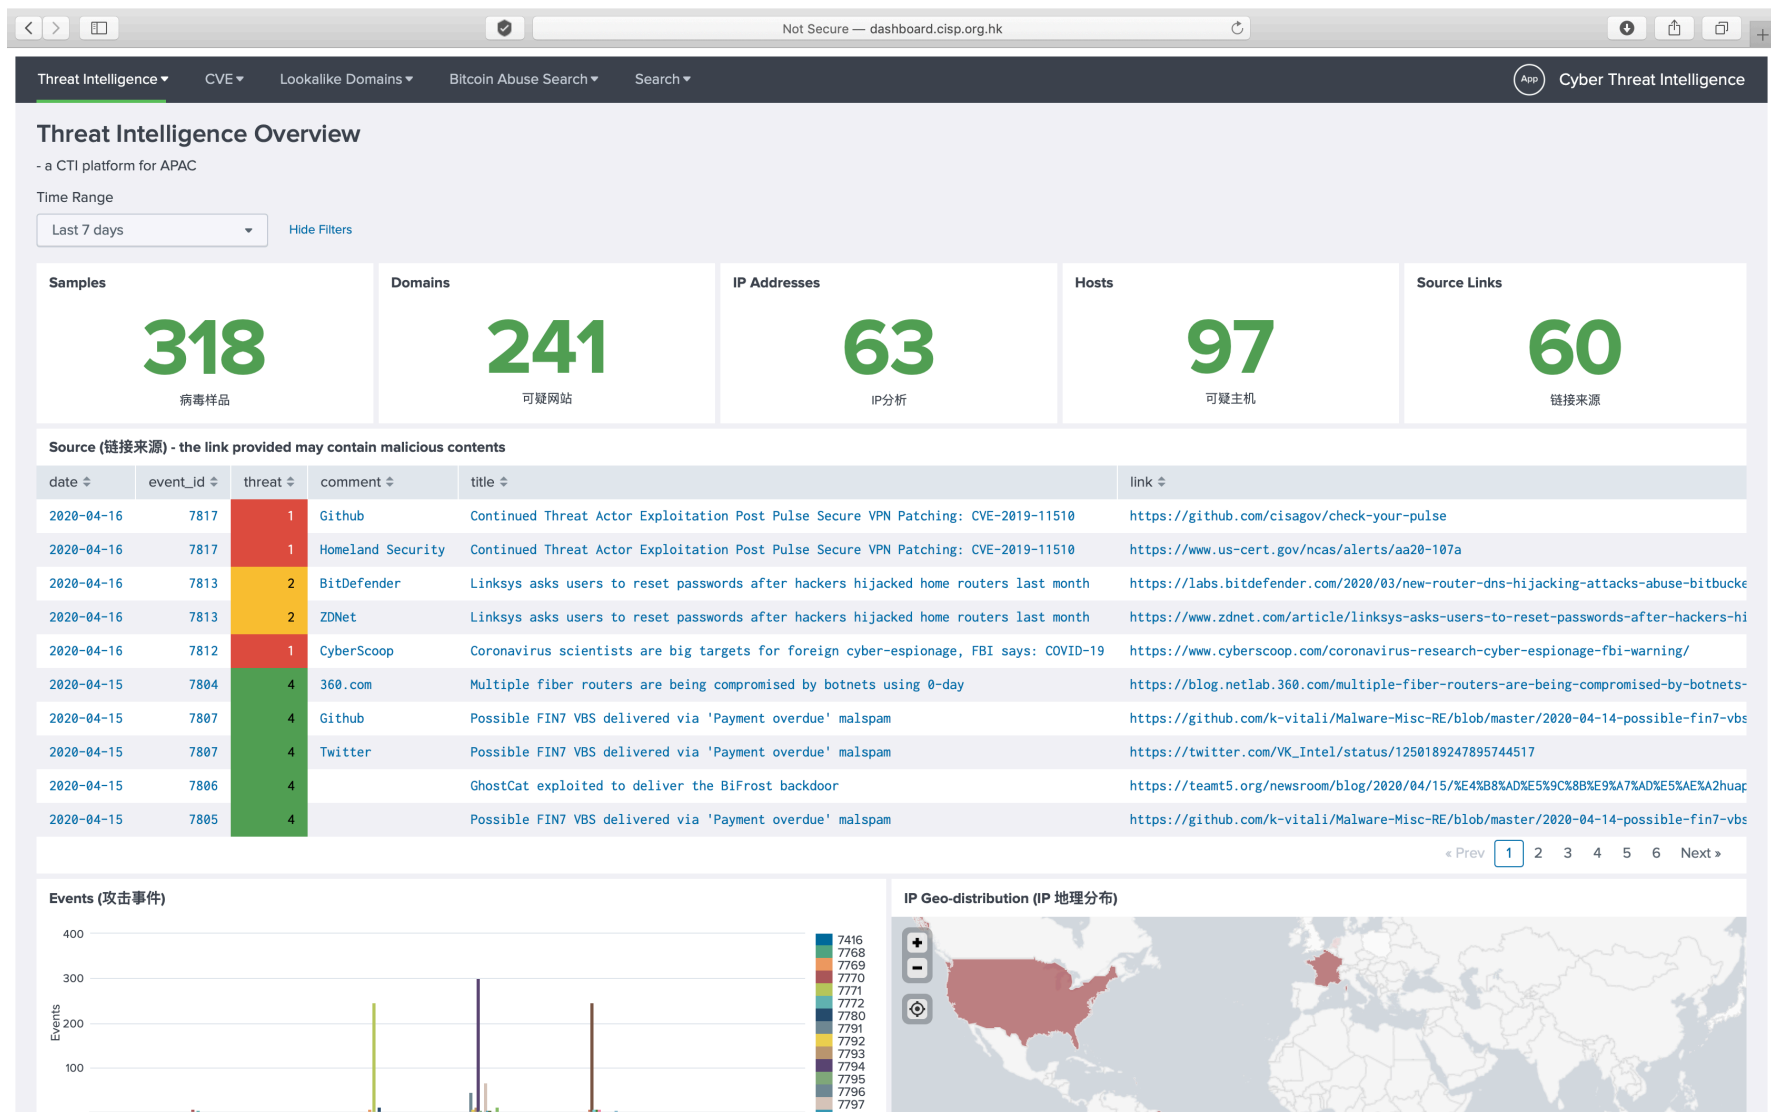 Not Secure — dashboard.cisp.org.hk
Threat Intelligence CVE Lookalike Domains Bitcoin Abuse Search Search App Cyber Threat Intelligence
Threat Intelligence Overview
- a CTI platform for APAC
Time Range
Last 7 days Hide Filters
Samples Domains IP Addresses Hosts Source Links
318 241 63 97 60
病毒样品 可疑网站 IP分析 可疑主机 链接来源
Source (链接来源) - the link provided may contain malicious contents
date event_id threat comment title link
2020-04-16 7817 1 Github Continued Threat Actor Exploitation Post Pulse Secure VPN Patching: CVE-2019-11510 https://github.com/cisagov/check-your-pulse
2020-04-16 7817 1 Homeland Security Continued Threat Actor Exploitation Post Pulse Secure VPN Patching: CVE-2019-11510 https://www.us-cert.gov/ncas/alerts/aa20-107a
2020-04-16 7813 2 BitDefender Linksys asks users to reset passwords after hackers hijacked home routers last month https://labs.bitdefender.com/2020/03/new-router-dns-hijacking-attacks-abuse-bitbucke
2020-04-16 7813 2 ZDNet Linksys asks users to reset passwords after hackers hijacked home routers last month https://www.zdnet.com/article/linksys-asks-users-to-reset-passwords-after-hackers-hi
2020-04-16 7812 1 CyberScoop Coronavirus scientists are big targets for foreign cyber-espionage, FBI says: COVID-19 https://www.cyberscoop.com/coronavirus-research-cyber-espionage-fbi-warning/
2020-04-15 7804 4 360.com Multiple fiber routers are being compromised by botnets using 0-day https://blog.netlab.360.com/multiple-fiber-routers-are-being-compromised-by-botnets-
2020-04-15 7807 4 Github Possible FIN7 VBS delivered via 'Payment overdue' malspam https://github.com/k-vitali/Malware-Misc-RE/blob/master/2020-04-14-possible-fin7-vbs
2020-04-15 7807 4 Twitter Possible FIN7 VBS delivered via 'Payment overdue' malspam https://twitter.com/VK_Intel/status/1250189247895744517
2020-04-15 7806 4 GhostCat exploited to deliver the BiFrost backdoor https://teamt5.org/newsroom/blog/2020/04/15/%E4%B8%AD%E5%9C%8B%E9%A7%AD%E5%AE%A2huap
2020-04-15 7805 4 Possible FIN7 VBS delivered via 'Payment overdue' malspam https://github.com/k-vitali/Malware-Misc-RE/blob/master/2020-04-14-possible-fin7-vbs
« Prev 1 2 3 4 5 6 Next »
Events (攻击事件)
400
300
200
100
Events
7416
7768
7769
7770
7771
7772
7780
7791
7792
7793
7794
7795
7796
7797
IP Geo-distribution (IP 地理分布)